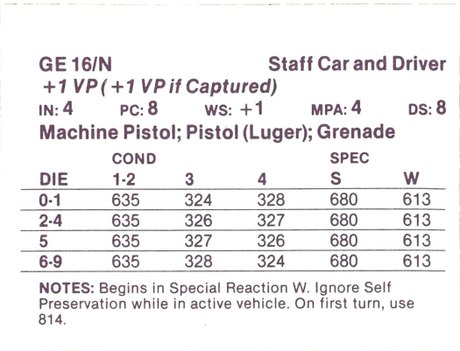 GE 16/N Staff Car and Driver
+1 VP (+1 VP if Captured)
IN: 4 PC: 8 WS: +1 MPA: 4 DS: 8
Machine Pistol; Pistol (Luger); Grenade
COND SPEC
DIE 1-2 3 4 S W
0-1 635 324 328 680 613
2-4 635 326 327 680 613
5 635 327 326 680 613
6-9 635 328 324 680 613
NOTES: Begins in Special Reaction W. Ignore Self
Preservation while in active vehicle. On first turn, use
814.